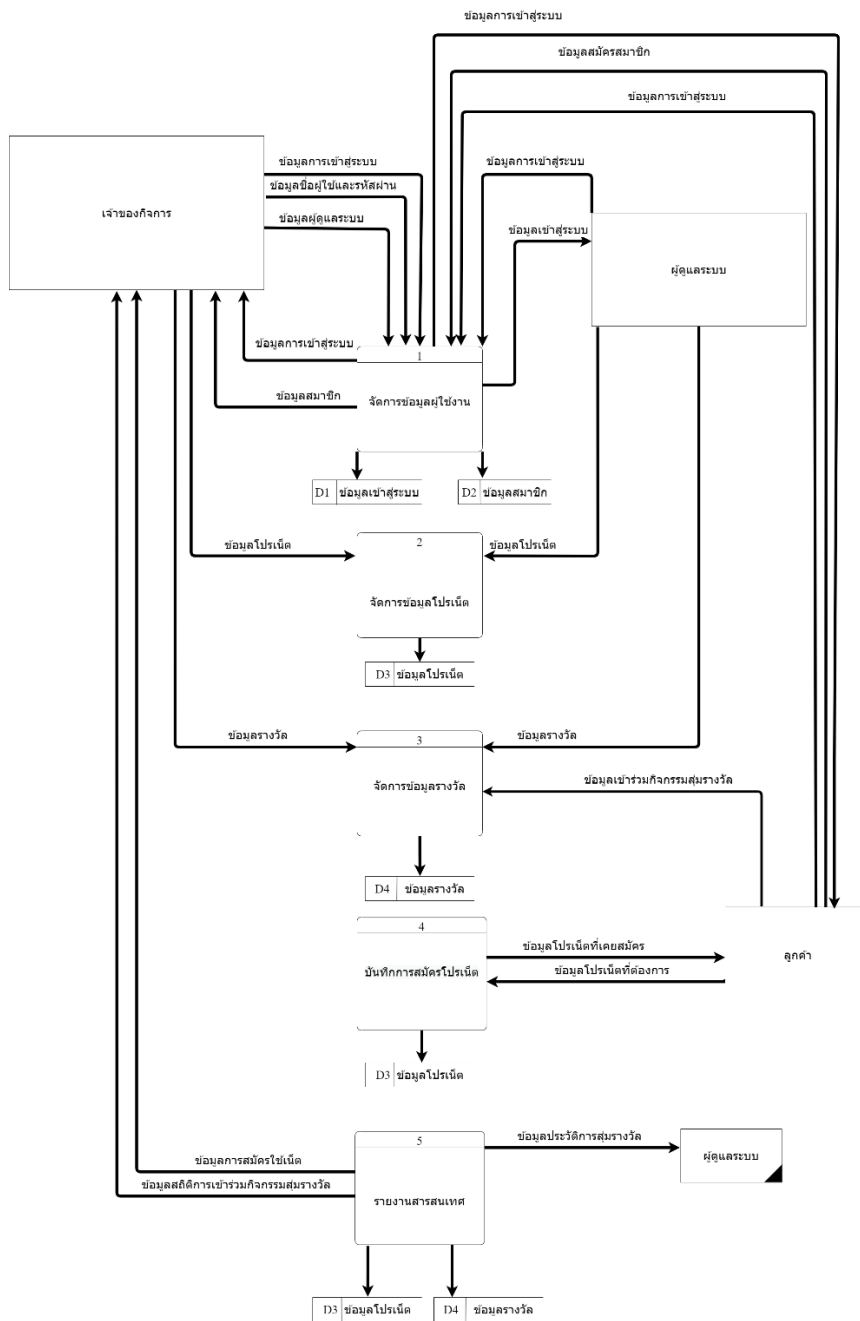 ข้อมูลการเข้าสู่ระบบ
ข้อมูลสมัครสมาชิก
ข้อมูลการเข้าสู่ระบบ
ข้อมูลการเข้าสู่ระบบ
ข้อมูลการเข้าสู่ระบบ
ข้อมูลชื่อผู้ใช้และรหัสผ่าน
เจ้าของกิจการ
ข้อมูลผู้ดูแลระบบ
ข้อมูลเข้าสู่ระบบ
ผู้ดูแลระบบ
ข้อมูลการเข้าสู่ระบบ
1
ข้อมูลสมาชิก
จัดการข้อมูลผู้ใช้งาน
D1 ข้อมูลเข้าสู่ระบบ
D2 ข้อมูลสมาชิก
2
ข้อมูลโปรเน็ต
ข้อมูลโปรเน็ต
จัดการข้อมูลโปรเน็ต
D3 ข้อมูลโปรเน็ต
ข้อมูลรางวัล
3
ข้อมูลรางวัล
จัดการข้อมูลรางวัล
ข้อมูลเข้าร่วมกิจกรรมสุ่มรางวัล
D4 ข้อมูลรางวัล
4
ข้อมูลโปรเน็ตที่เคยสมัคร
ลูกค้า
บันทึกการสมัครโปรเน็ต
ข้อมูลโปรเน็ตที่ต้องการ
D3 ข้อมูลโปรเน็ต
5
ข้อมูลประวัติการสุ่มรางวัล
ผู้ดูแลระบบ
ข้อมูลการสมัครใช้เน็ต
ข้อมูลสถิติการเข้าร่วมกิจกรรมสุ่มรางวัล
รายงานสารสนเทศ
D3 ข้อมูลโปรเน็ต
D4 ข้อมูลรางวัล